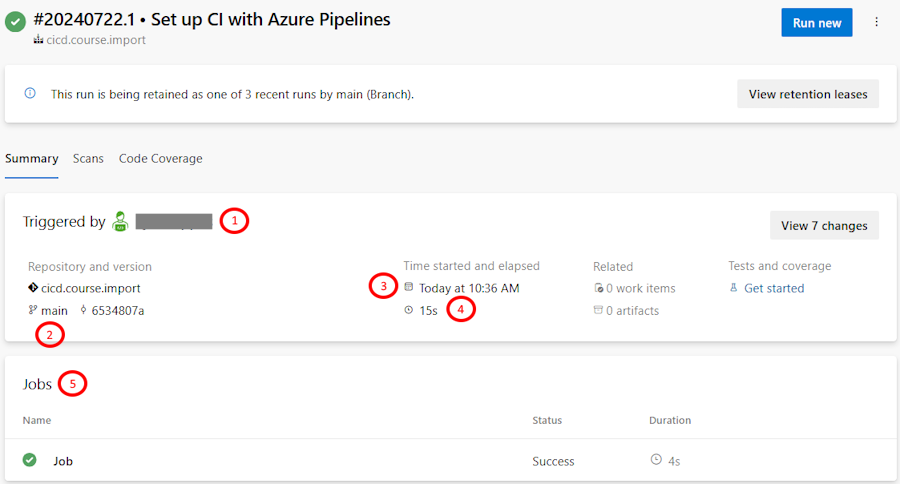 #20240722.1 • Set up CI with Azure Pipelines
Run new
cicd.course.import
This run is being retained as one of 3 recent runs by main (Branch).
View retention leases
Summary Scans Code Coverage
Triggered by 1
View 7 changes
Repository and version Time started and elapsed Related Tests and coverage
cicd.course.import 3 Today at 10:36 AM 0 work items Get started
main 6534807a 15s 4 0 artifacts
2
Jobs 5
Name Status Duration
Job Success 4s